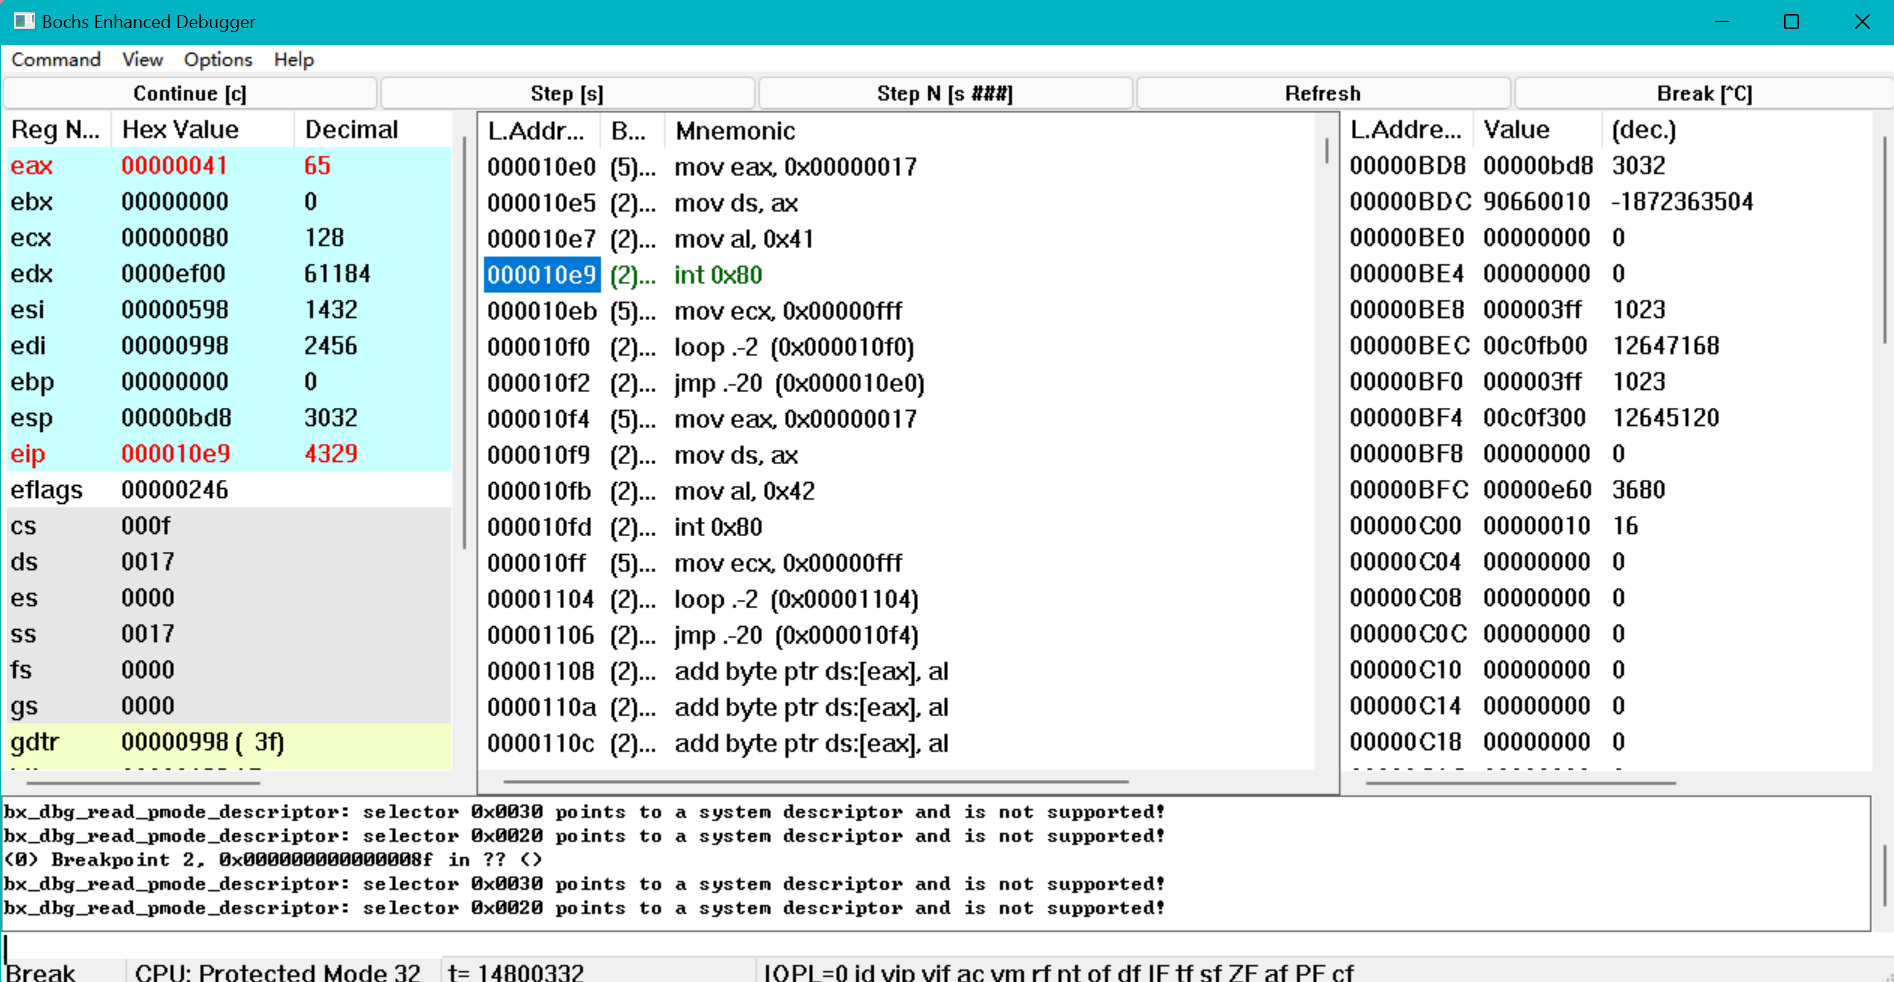 Bochs Enhanced Debugger
Command View Options Help
Continue [c] Step [s] Step N [s ###] Refresh Break [^C]
Reg N... Hex Value Decimal
eax 00000041 65
ebx 00000000 0
ecx 00000080 128
edx 0000ef00 61184
esi 00000598 1432
edi 00000998 2456
ebp 00000000 0
esp 00000bd8 3032
eip 000010e9 4329
eflags 00000246
cs 000f
ds 0017
es 0000
ss 0017
fs 0000
gs 0000
gdtr 00000998 ( 3f)
L.Addr... B... Mnemonic
000010e0 (5)... mov eax, 0x00000017
000010e5 (2)... mov ds, ax
000010e7 (2)... mov al, 0x41
000010e9 (2)... int 0x80
000010eb (5)... mov ecx, 0x00000fff
000010f0 (2)... loop .-2 (0x000010f0)
000010f2 (2)... jmp .-20 (0x000010e0)
000010f4 (5)... mov eax, 0x00000017
000010f9 (2)... mov ds, ax
000010fb (2)... mov al, 0x42
000010fd (2)... int 0x80
000010ff (5)... mov ecx, 0x00000fff
00001104 (2)... loop .-2 (0x00001104)
00001106 (2)... jmp .-20 (0x000010f4)
00001108 (2)... add byte ptr ds:[eax], al
0000110a (2)... add byte ptr ds:[eax], al
0000110c (2)... add byte ptr ds:[eax], al
L.Addre... Value (dec.)
00000BD8 00000bd8 3032
00000BDC 90660010 -1872363504
00000BE0 00000000 0
00000BE4 00000000 0
00000BE8 000003ff 1023
00000BEC 00c0fb00 12647168
00000BF0 000003ff 1023
00000BF4 00c0f300 12645120
00000BF8 00000000 0
00000BFC 00000e60 3680
00000C00 00000010 16
00000C04 00000000 0
00000C08 00000000 0
00000C0C 00000000 0
00000C10 00000000 0
00000C14 00000000 0
00000C18 00000000 0
bx_dbg_read_pmode_descriptor: selector 0x0030 points to a system descriptor and is not supported!
bx_dbg_read_pmode_descriptor: selector 0x0020 points to a system descriptor and is not supported!
(0) Breakpoint 2, 0x000000000000008f in ?? ()
bx_dbg_read_pmode_descriptor: selector 0x0030 points to a system descriptor and is not supported!
bx_dbg_read_pmode_descriptor: selector 0x0020 points to a system descriptor and is not supported!
Break CPU: Protected Mode 32 t= 14800332 IOPL=0 id vip vif ac vm rf nt of df IF tf sf ZF af PF cf